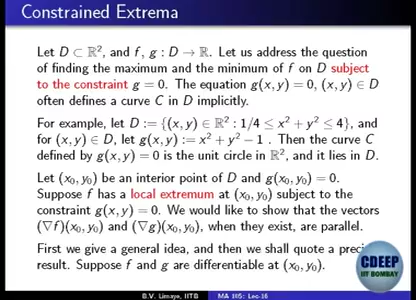 Constrained Extrema
Let D ⊂ ℝ², and f, g : D → ℝ. Let us address the question
of finding the maximum and the minimum of f on D subject
to the constraint g = 0. The equation g(x, y) = 0, (x, y) ∈ D
often defines a curve C in D implicitly.
For example, let D := {(x, y) ∈ ℝ² : 1/4 ≤ x² + y² ≤ 4}, and
for (x, y) ∈ D, let g(x, y) := x² + y² − 1 . Then the curve C
defined by g(x, y) = 0 is the unit circle in ℝ², and it lies in D.
Let (x₀, y₀) be an interior point of D and g(x₀, y₀) = 0.
Suppose f has a local extremum at (x₀, y₀) subject to the
constraint g(x, y) = 0. We would like to show that the vectors
(∇f)(x₀, y₀) and (∇g)(x₀, y₀), when they exist, are parallel.
First we give a general idea, and then we shall quote a preci
result. Suppose f and g are differentiable at (x₀, y₀).
CDEEP
IIT BOMBAY
B.V. Limaye, IITB MA 105: Lec-16